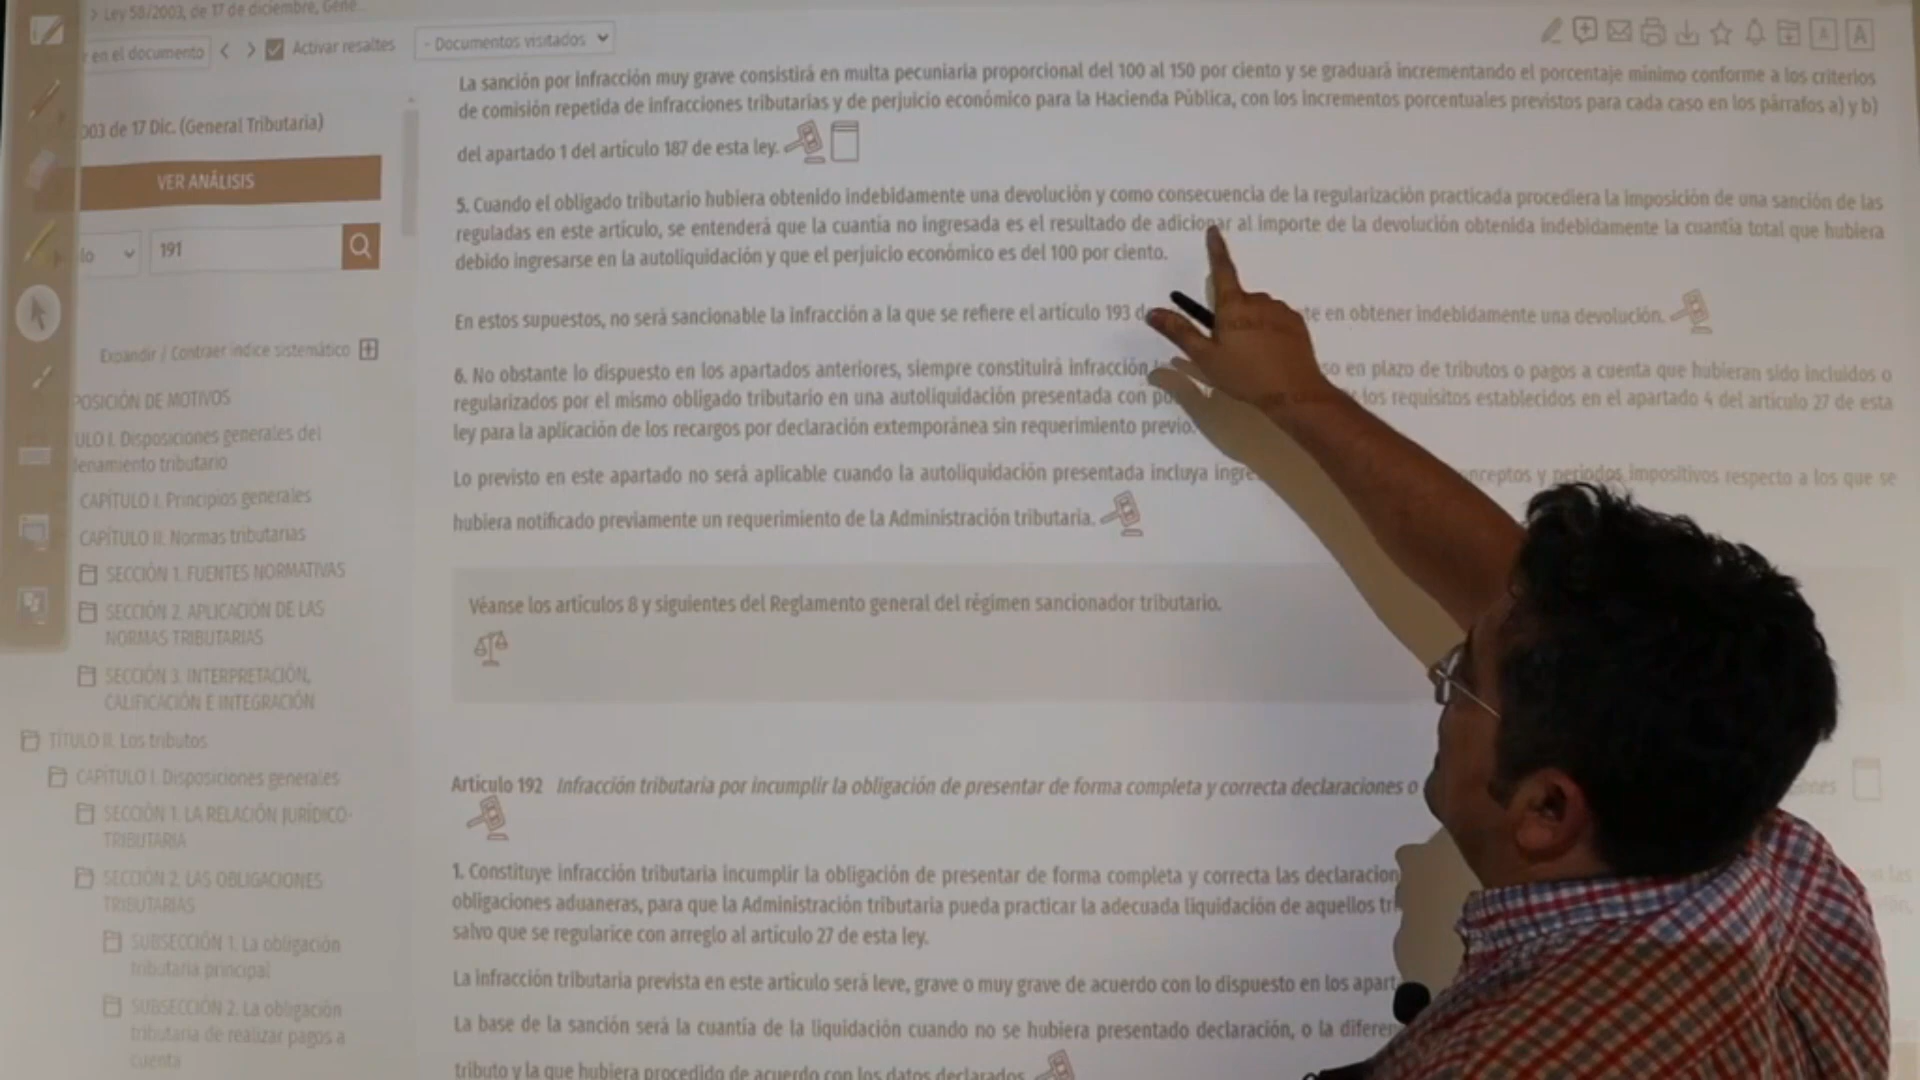 > Ley 58/2003, de 17 de diciembre, Gene...
r en el documento < > Activar resaltes - Documentos visitados
003 de 17 Dic. (General Tributaria)
VER ANÁLISIS
lo 191
Expandir / Contraer índice sistemático
POSICIÓN DE MOTIVOS
ULO I. Disposiciones generales del
lenamiento tributario
CAPÍTULO I. Principios generales
CAPÍTULO II. Normas tributarias
SECCIÓN 1. FUENTES NORMATIVAS
SECCIÓN 2. APLICACIÓN DE LAS
NORMAS TRIBUTARIAS
SECCIÓN 3. INTERPRETACIÓN,
CALIFICACIÓN E INTEGRACIÓN
TÍTULO II. Los tributos
CAPÍTULO I. Disposiciones generales
SECCIÓN 1. LA RELACIÓN JURÍDICO-
TRIBUTARIA
SECCIÓN 2. LAS OBLIGACIONES
TRIBUTARIAS
SUBSECCIÓN 1. La obligación
tributaria principal
SUBSECCIÓN 2. La obligación
tributaria de realizar pagos a
cuenta
A A
La sanción por infracción muy grave consistirá en multa pecuniaria proporcional del 100 al 150 por ciento y se graduará incrementando el porcentaje mínimo conforme a los criterios
de comisión repetida de infracciones tributarias y de perjuicio económico para la Hacienda Pública, con los incrementos porcentuales previstos para cada caso en los párrafos a) y b)
del apartado 1 del artículo 187 de esta ley.
5. Cuando el obligado tributario hubiera obtenido indebidamente una devolución y como consecuencia de la regularización practicada procediera la imposición de una sanción de las
reguladas en este artículo, se entenderá que la cuantía no ingresada es el resultado de adicionar al importe de la devolución obtenida indebidamente la cuantía total que hubiera
debido ingresarse en la autoliquidación y que el perjuicio económico es del 100 por ciento.
En estos supuestos, no será sancionable la infracción a la que se refiere el artículo 193 d te en obtener indebidamente una devolución.
6. No obstante lo dispuesto en los apartados anteriores, siempre constituirá infracción so en plazo de tributos o pagos a cuenta que hubieran sido incluidos o
regularizados por el mismo obligado tributario en una autoliquidación presentada con po los requisitos establecidos en el apartado 4 del artículo 27 de esta
ley para la aplicación de los recargos por declaración extemporánea sin requerimiento previo.
Lo previsto en este apartado no será aplicable cuando la autoliquidación presentada incluya ingre nceptos y períodos impositivos respecto a los que se
hubiera notificado previamente un requerimiento de la Administración tributaria.
Véanse los artículos 8 y siguientes del Reglamento general del régimen sancionador tributario.
Artículo 192 Infracción tributaria por incumplir la obligación de presentar de forma completa y correcta declaraciones o
1. Constituye infracción tributaria incumplir la obligación de presentar de forma completa y correcta las declaracion
obligaciones aduaneras, para que la Administración tributaria pueda practicar la adecuada liquidación de aquellos tri
salvo que se regularice con arreglo al artículo 27 de esta ley.
La infracción tributaria prevista en este artículo será leve, grave o muy grave de acuerdo con lo dispuesto en los apart
La base de la sanción será la cuantía de la liquidación cuando no se hubiera presentado declaración, o la diferen
tributo y la que hubiera procedido de acuerdo con los datos declarados.